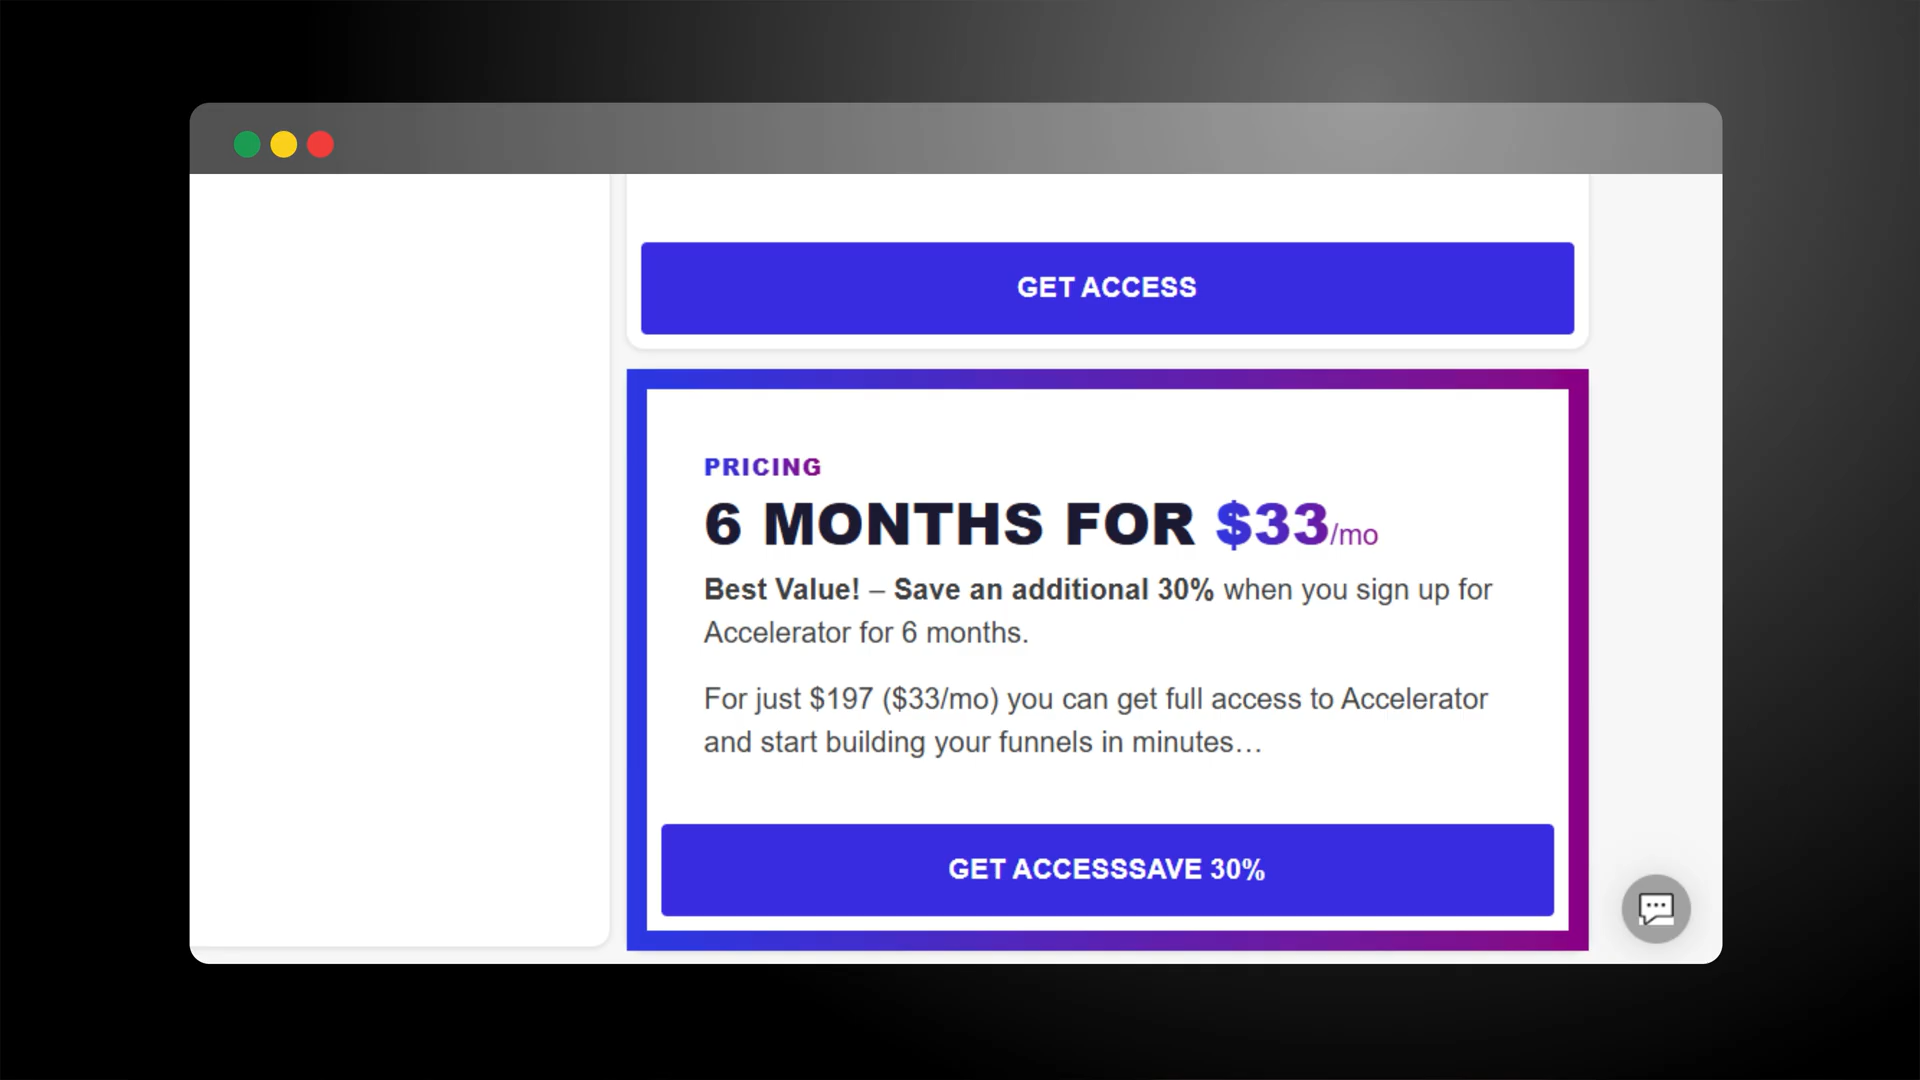 GET ACCESS
PRICING
6 MONTHS FOR $33/mo
Best Value! – Save an additional 30% when you sign up for
Accelerator for 6 months.
For just $197 ($33/mo) you can get full access to Accelerator
and start building your funnels in minutes…
GET ACCESSSAVE 30%